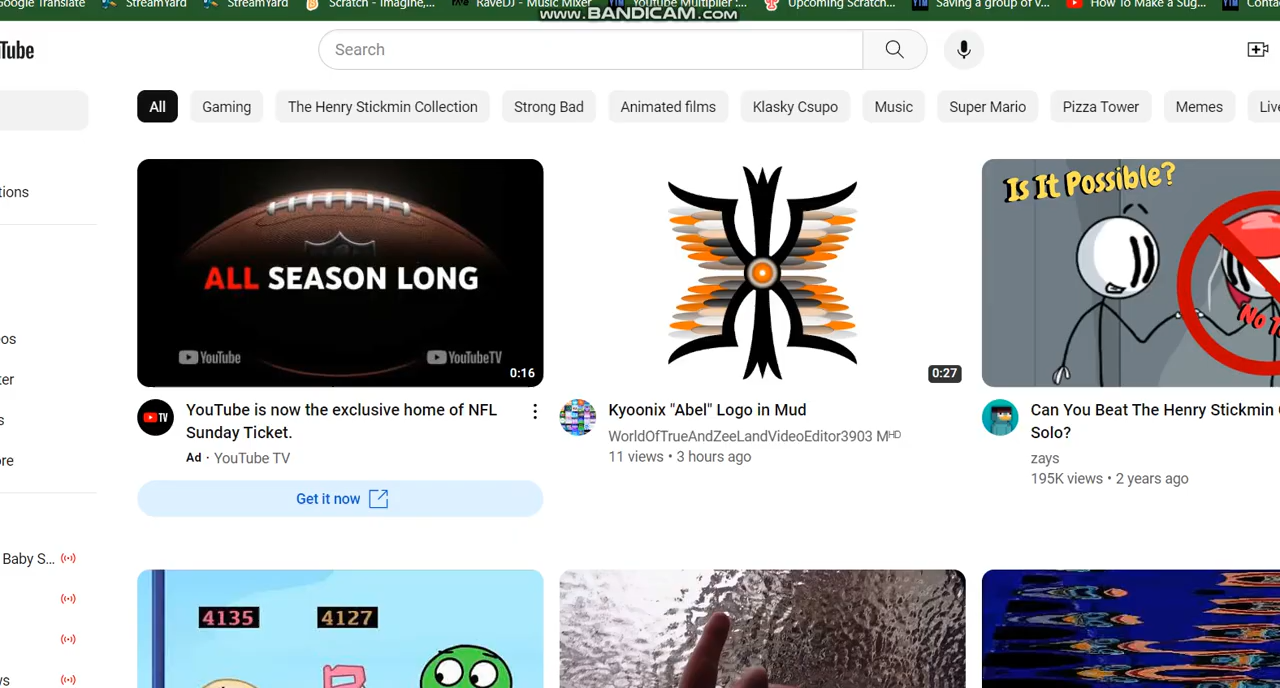 Google Translate StreamYard StreamYard Scratch - Imagine,... RaveDJ - Music Mixer Youtube Multiplier :... Upcoming Scratch... Saving a group of v... How To Make a Sug... Conta
www.BANDICAM.com
Tube
Search
All Gaming The Henry Stickmin Collection Strong Bad Animated films Klasky Csupo Music Super Mario Pizza Tower Memes Live
tions
ALL SEASON LONG
YouTube YouTubeTV
0:16
0:27
Is It Possible?
NO T
os
ter
s
re
TV
YouTube is now the exclusive home of NFL
Sunday Ticket.
Ad · YouTube TV
Get it now
Kyoonix "Abel" Logo in Mud
WorldOfTrueAndZeeLandVideoEditor3903 Mᴴᴰ
11 views • 3 hours ago
Can You Beat The Henry Stickmin
Solo?
zays
195K views • 2 years ago
Baby S...
ws
4135 4127